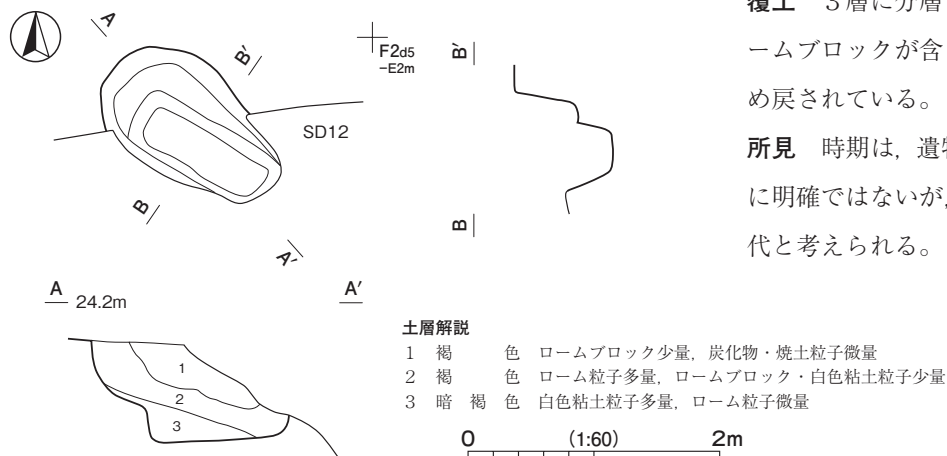 A
B′
F2d5
-E2m
SD12
B
A′
B′
B
A 24.2m A′
1
2
3
覆土 3層に分層
ームブロックが含
め戻されている。
所見 時期は，遺物
に明確ではないが，
代と考えられる。
土層解説
1 褐 色 ロームブロック少量，炭化物・焼土粒子微量
2 褐 色 ローム粒子多量，ロームブロック・白色粘土粒子少量
3 暗 褐 色 白色粘土粒子多量，ローム粒子微量
0 (1:60) 2m